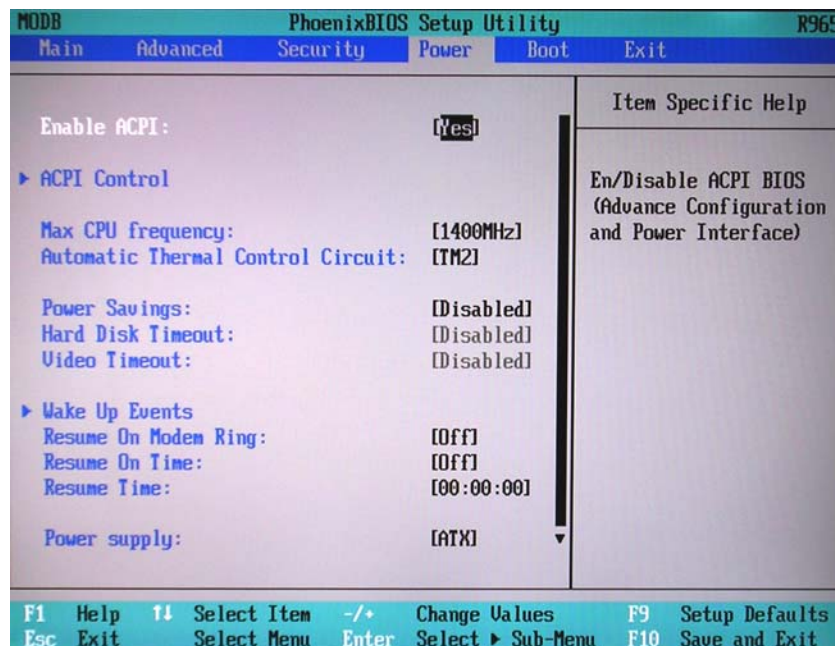 MODB PhoenixBIOS Setup Utility R965
Main Advanced Security Power Boot Exit
Item Specific Help
Enable ACPI: [Yes]
▶ ACPI Control
En/Disable ACPI BIOS
(Advance Configuration
and Power Interface)
Max CPU frequency: [1400MHz]
Automatic Thermal Control Circuit: [TM2]
Power Savings: [Disabled]
Hard Disk Timeout: [Disabled]
Video Timeout: [Disabled]
▶ Wake Up Events
Resume On Modem Ring: [Off]
Resume On Time: [Off]
Resume Time: [00:00:00]
Power supply: [ATX]
F1 Help ↑↓ Select Item -/+ Change Values F9 Setup Defaults
Esc Exit Select Menu Enter Select ▶ Sub-Menu F10 Save and Exit